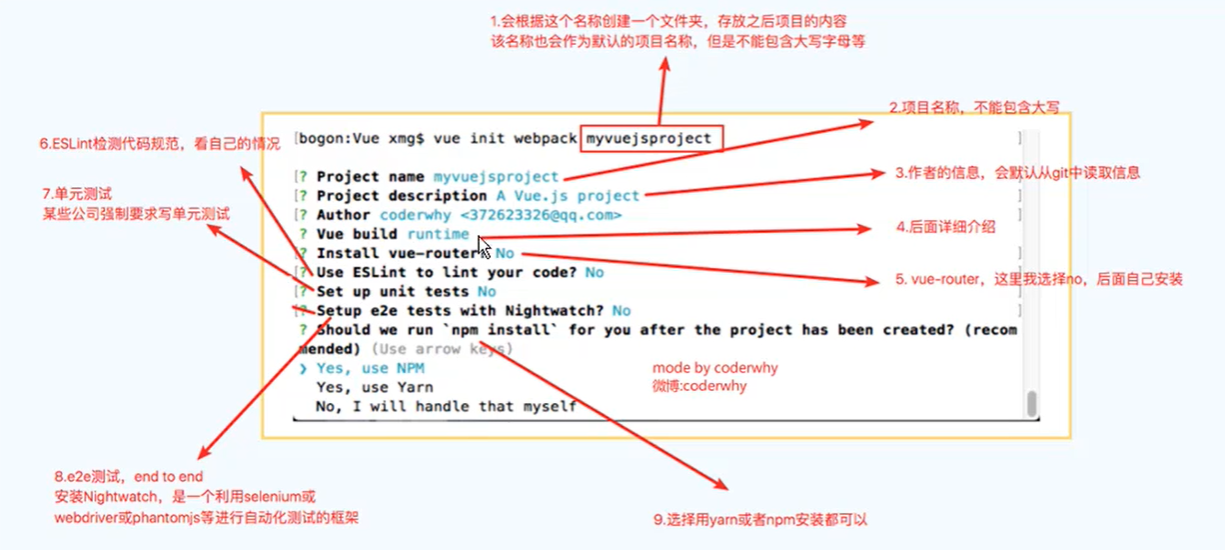 1.会根据这个名称创建一个文件夹，存放之后项目的内容
该名称也会作为默认的项目名称，但是不能包含大写字母等
2.项目名称，不能包含大写
[bogon:Vue xmg$ vue init webpack myvuejsproject ]
6.ESLint检测代码规范，看自己的情况
3.作者的信息，会默认从git中读取信息
[? Project name myvuejsproject ]
7.单元测试
某些公司强制要求写单元测试
[? Project description A Vue.js project ]
[? Author coderwhy <372623326@qq.com> ]
4.后面详细介绍
? Vue build runtime
[? Install vue-router? No ]
5. vue-router，这里我选择no，后面自己安装
[? Use ESLint to lint your code? No ]
[? Set up unit tests No ]
[? Setup e2e tests with Nightwatch? No ]
? Should we run `npm install` for you after the project has been created? (recom
mended) (Use arrow keys)
❯ Yes, use NPM
Yes, use Yarn
No, I will handle that myself
mode by coderwhy
微博:coderwhy
8.e2e测试，end to end
安装Nightwatch，是一个利用selenium或
webdriver或phantomjs等进行自动化测试的框架
9.选择用yarn或者npm安装都可以